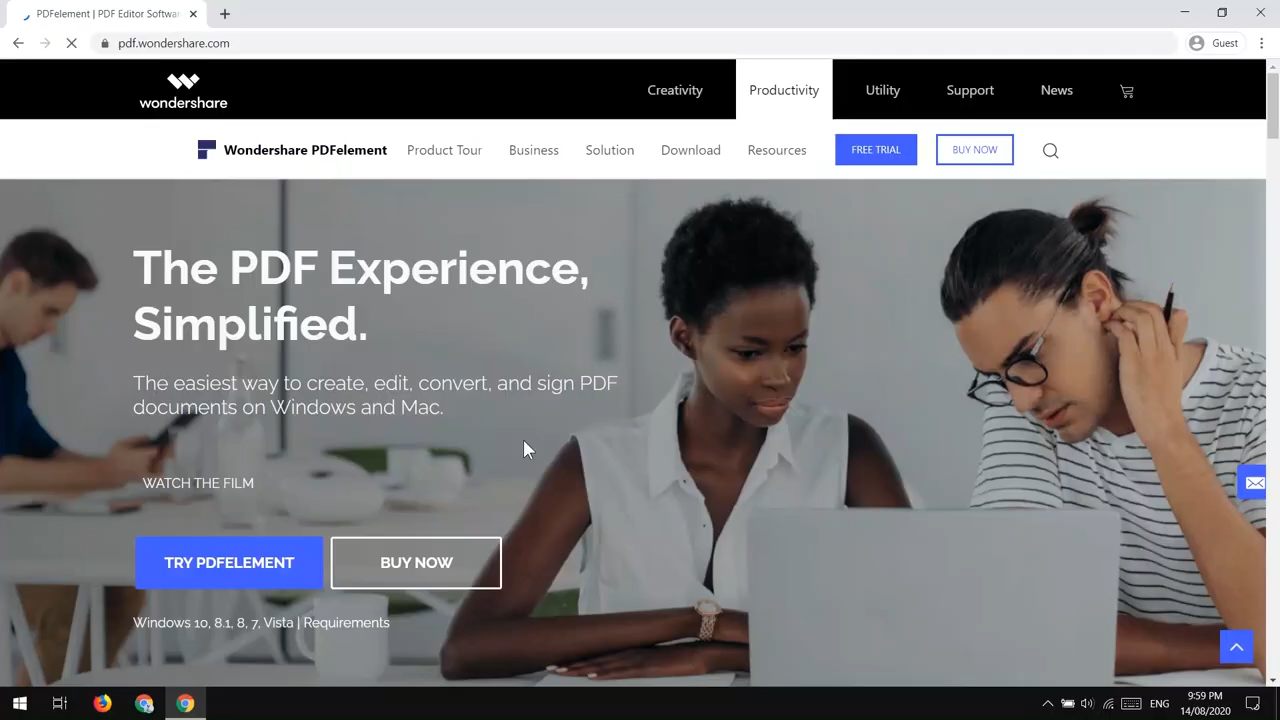 PDFelement | PDF Editor Softwar
pdf.wondershare.com
Guest
wondershare
Creativity
Productivity
Utility
Support
News
Wondershare PDFelement
Product Tour
Business
Solution
Download
Resources
FREE TRIAL
BUY NOW
The PDF Experience,
Simplified.
The easiest way to create, edit, convert, and sign PDF
documents on Windows and Mac.
WATCH THE FILM
TRY PDFELEMENT
BUY NOW
Windows 10, 8.1, 8, 7, Vista | Requirements
ENG
9:59 PM
14/08/2020